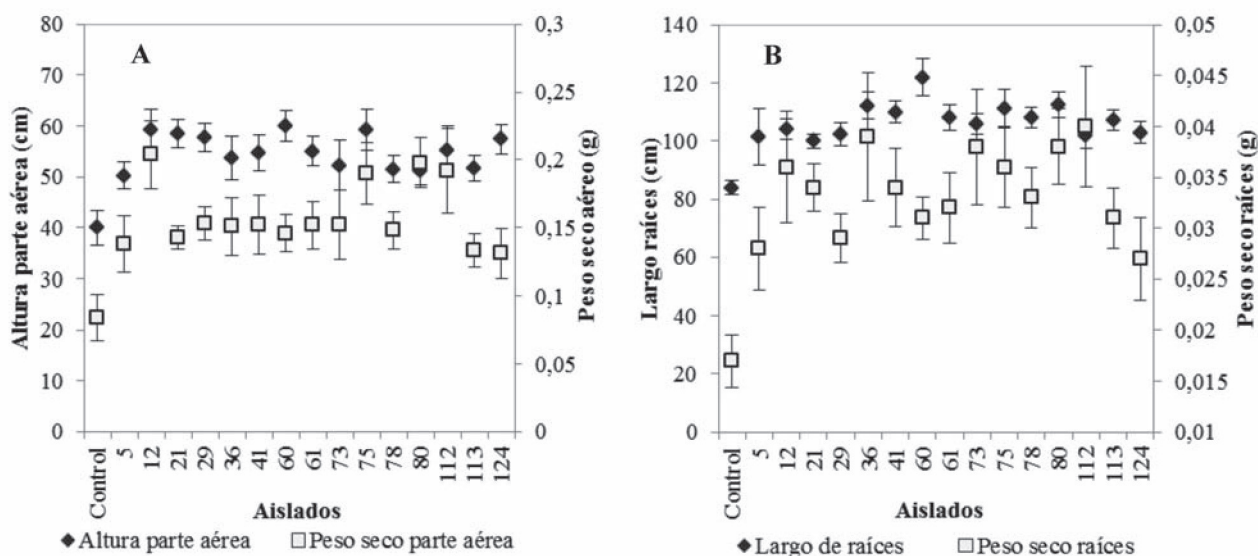 A
80
70
60
50
40
30
20
10
0
Altura parte aérea (cm)
0,3
0,25
0,2
0,15
0,1
0,05
0
Peso seco aéreo (g)
Control 5 12 21 29 36 41 60 61 73 75 78 80 112 113 124
Aislados
Altura parte aérea Peso seco parte aérea
B
140
120
100
80
60
40
20
0
Largo raíces (cm)
0,05
0,045
0,04
0,035
0,03
0,025
0,02
0,015
0,01
Peso seco raíces (g)
Control 5 12 21 29 36 41 60 61 73 75 78 80 112 113 124
Aislados
Largo de raíces Peso seco raíces